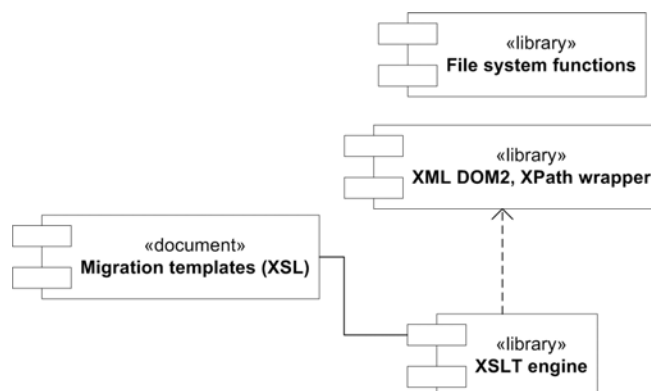 «library»
File system functions
«library»
XML DOM2, XPath wrapper
«document»
Migration templates (XSL)
«library»
XSLT engine